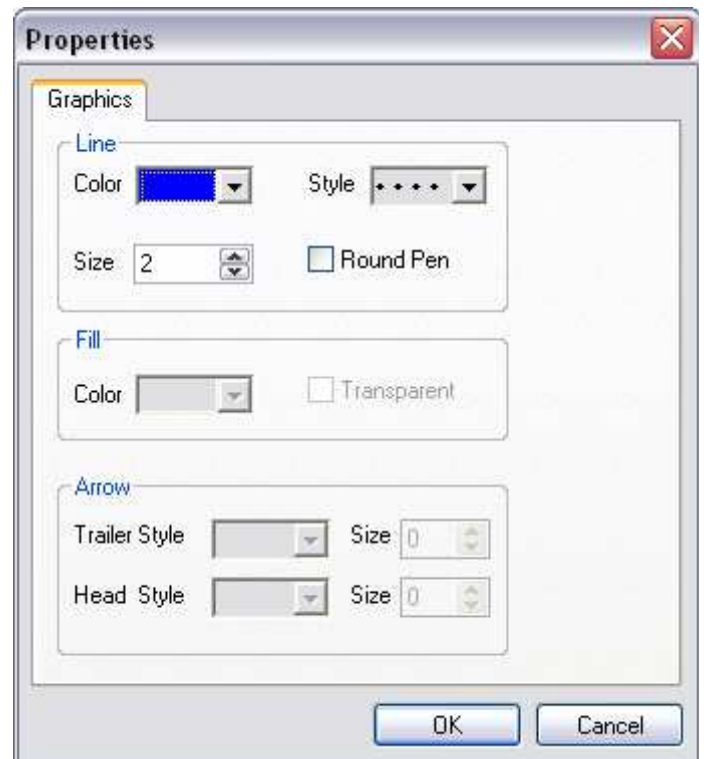 Properties
Graphics
Line
Color
Style
Size 2
Round Pen
Fill
Color
Transparent
Arrow
Trailer Style
Size 0
Head Style
Size 0
OK
Cancel